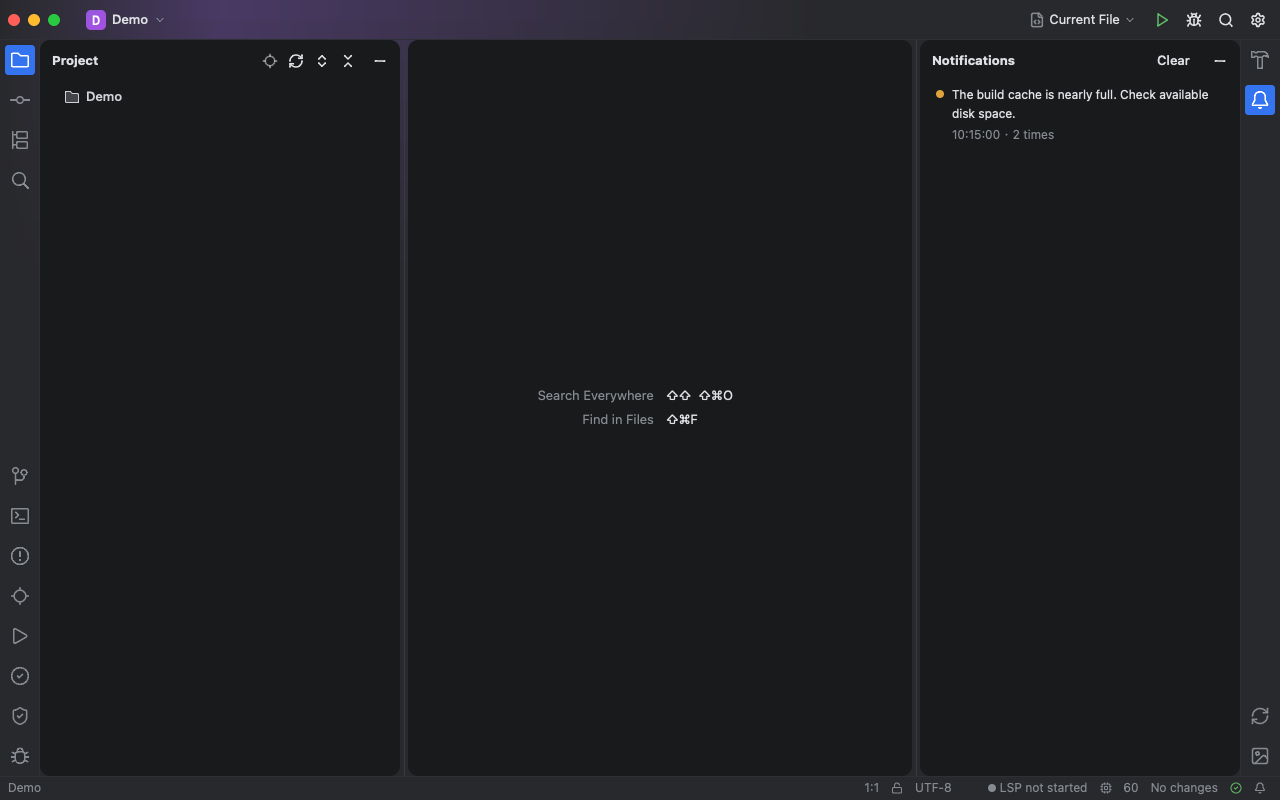 D Demo
Current File
Project
Demo
Search Everywhere ⇧⇧ ⇧⌘O
Find in Files ⇧⌘F
Notifications Clear
The build cache is nearly full. Check available
disk space.
10:15:00 · 2 times
Demo
1:1 UTF-8 LSP not started 60 No changes